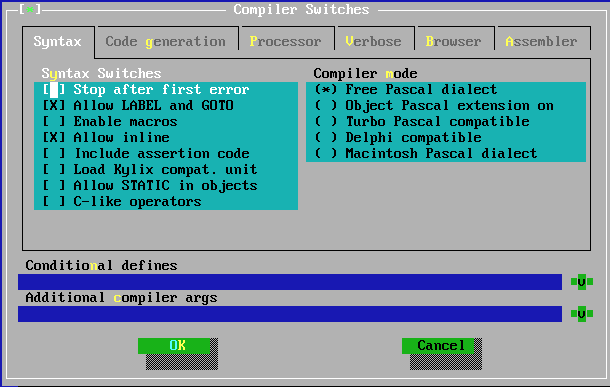 [■] Compiler Switches
Syntax Code generation Processor Verbose Browser Assembler
Syntax Switches
[ ] Stop after first error
[X] Allow LABEL and GOTO
[ ] Enable macros
[X] Allow inline
[ ] Include assertion code
[ ] Load Kylix compat. unit
[ ] Allow STATIC in objects
[ ] C-like operators
Compiler mode
(•) Free Pascal dialect
( ) Object Pascal extension on
( ) Turbo Pascal compatible
( ) Delphi compatible
( ) Macintosh Pascal dialect
Conditional defines
Additional compiler args
OK Cancel